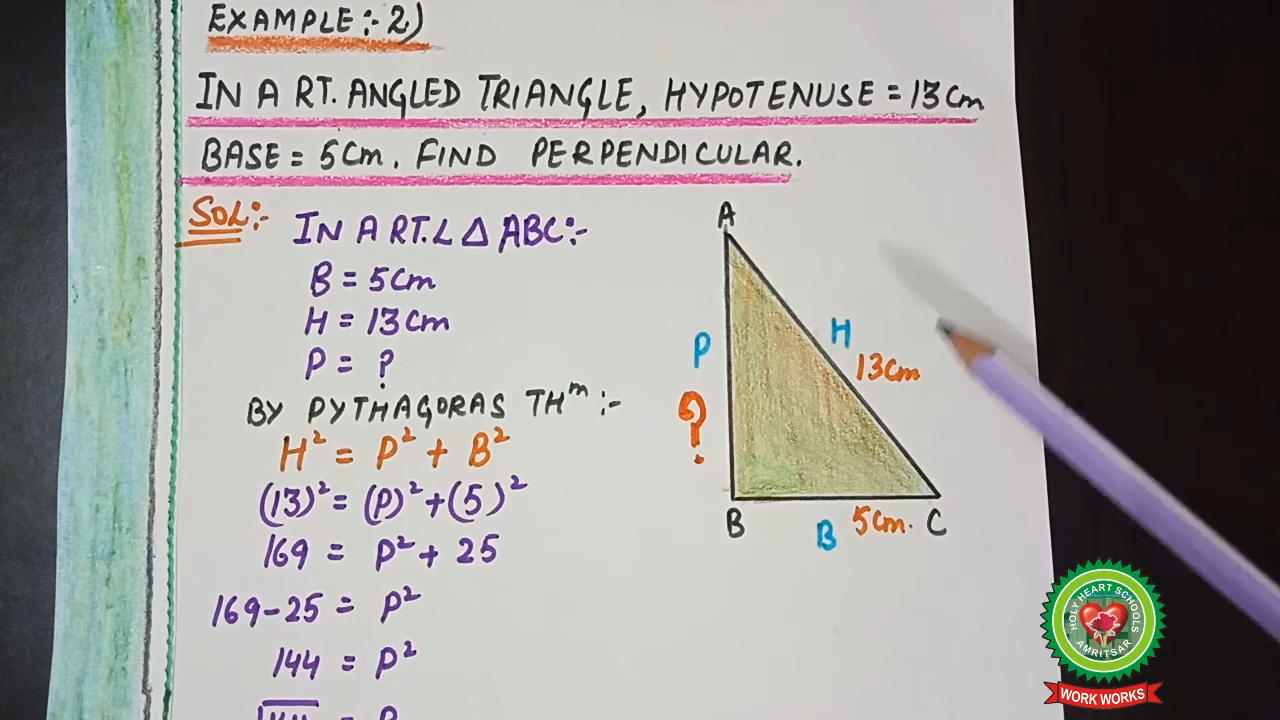 EXAMPLE:- 2)
IN A RT. ANGLED TRIANGLE, HYPOTENUSE = 13cm
BASE = 5cm. FIND PERPENDICULAR.
SOL:-
IN A RT.∠ △ ABC:-
B = 5cm
H = 13cm
P = ?
BY PYTHAGORAS THᵐ :-
H² = P² + B²
(13)² = (P)² + (5)²
169 = P² + 25
169-25 = P²
144 = P²
√144 = P
A
P
H
13cm
?
B
B
5cm.
C
HOLY HEART SCHOOLS
AMRITSAR
WORK WORKS